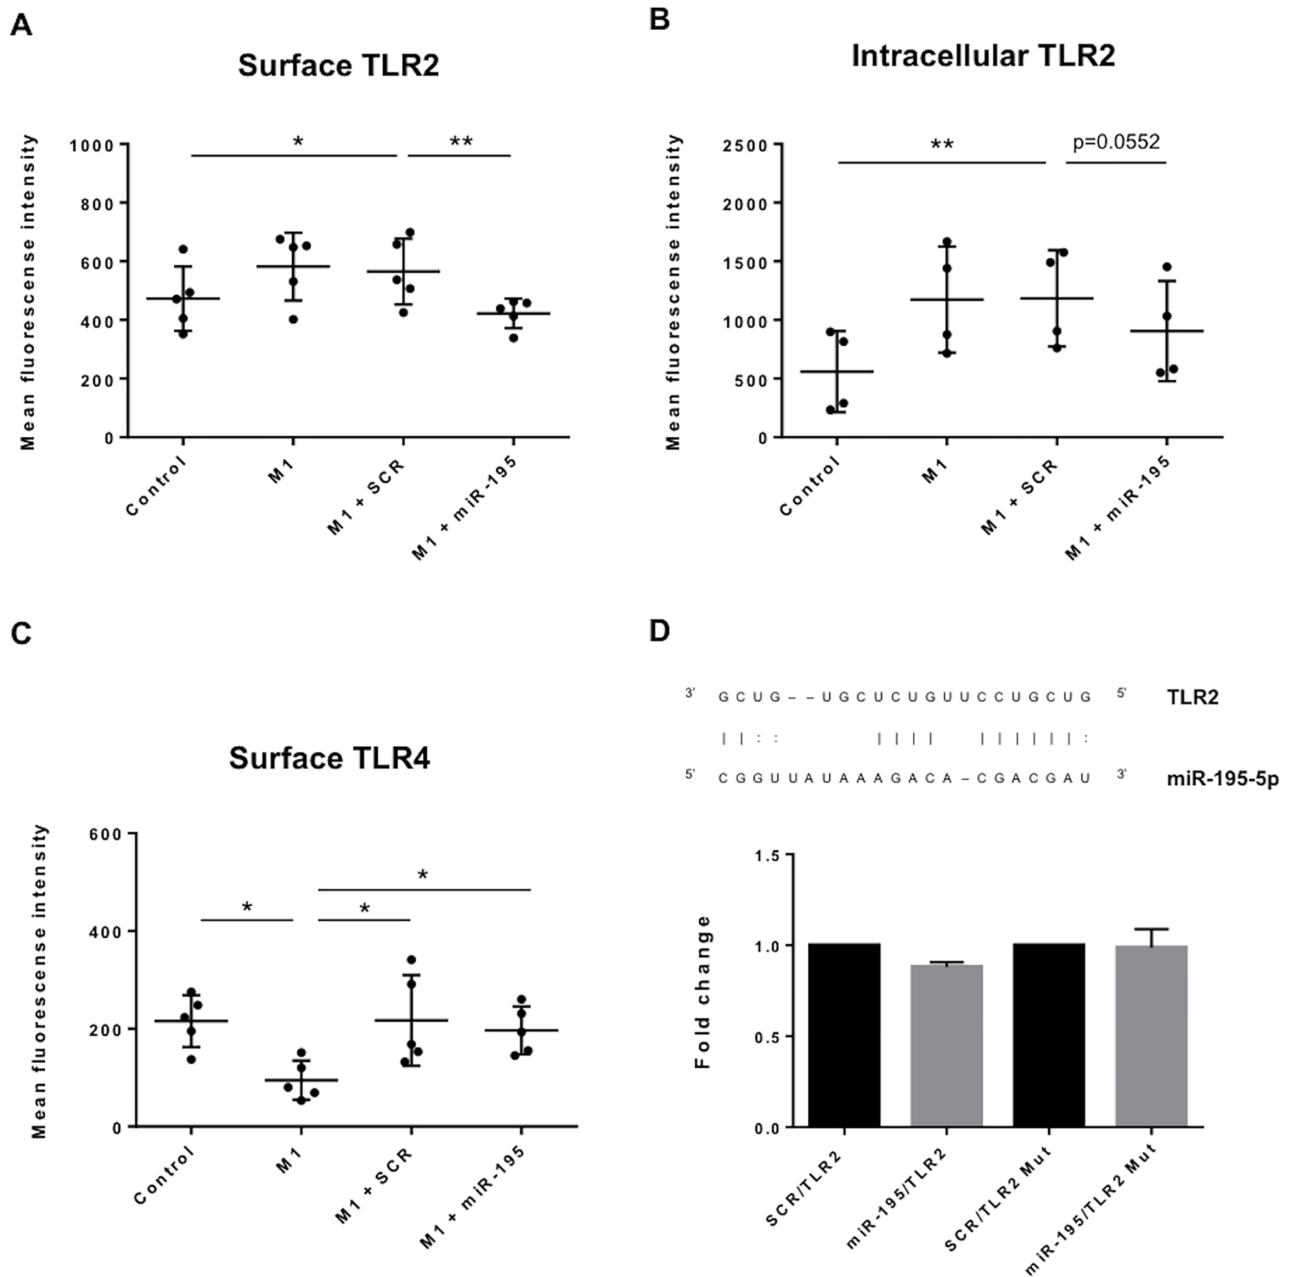 A
Surface TLR2
Mean fluorescense intensity
1000
800
600
400
200
0
*
**
Control
M1
M1 + SCR
M1 + miR-195
B
Intracellular TLR2
Mean fluorescense intensity
2500
2000
1500
1000
500
0
**
p=0.0552
Control
M1
M1 + SCR
M1 + miR-195
C
Surface TLR4
Mean fluorescense intensity
600
400
200
0
*
*
*
Control
M1
M1 + SCR
M1 + miR-195
D
3' G C U G – – U G C U C U G U U C C U G C U G 5' TLR2
| | : : | | | | | | | | | | :
5' C G G U U A U A A A G A C A – C G A C G A U 3' miR-195-5p
Fold change
1.5
1.0
0.5
0.0
SCR/TLR2
miR-195/TLR2
SCR/TLR2 Mut
miR-195/TLR2 Mut